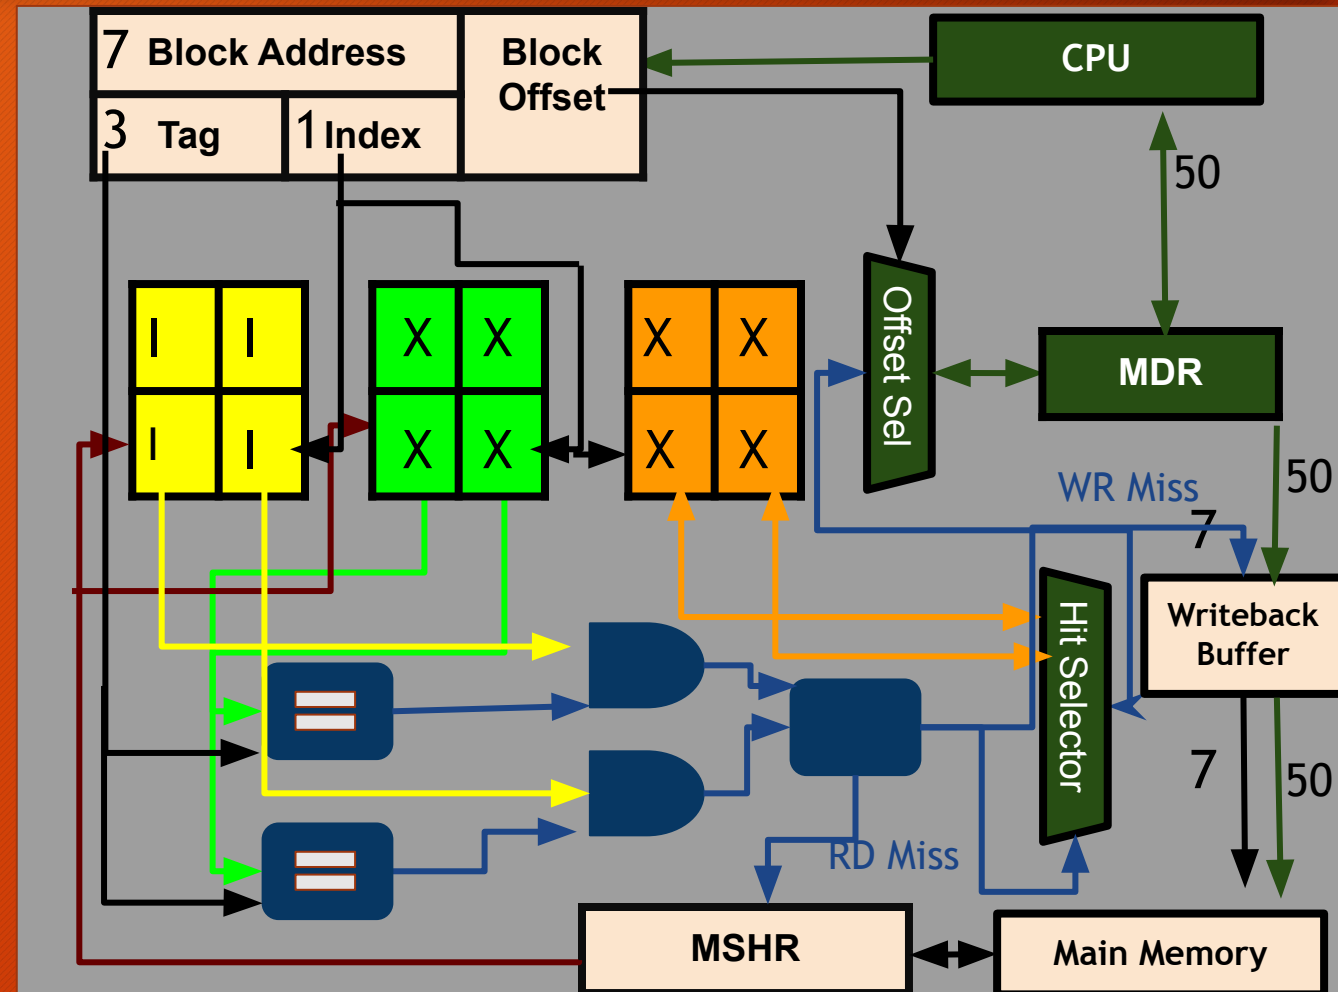 7 Block Address
Block
Offset
3 Tag
1 Index
CPU
50
I I
I I
X X
X X
X X
X X
Offset Sel
MDR
50
WR Miss
7
Hit Selector
Writeback
Buffer
7
50
RD Miss
MSHR
Main Memory